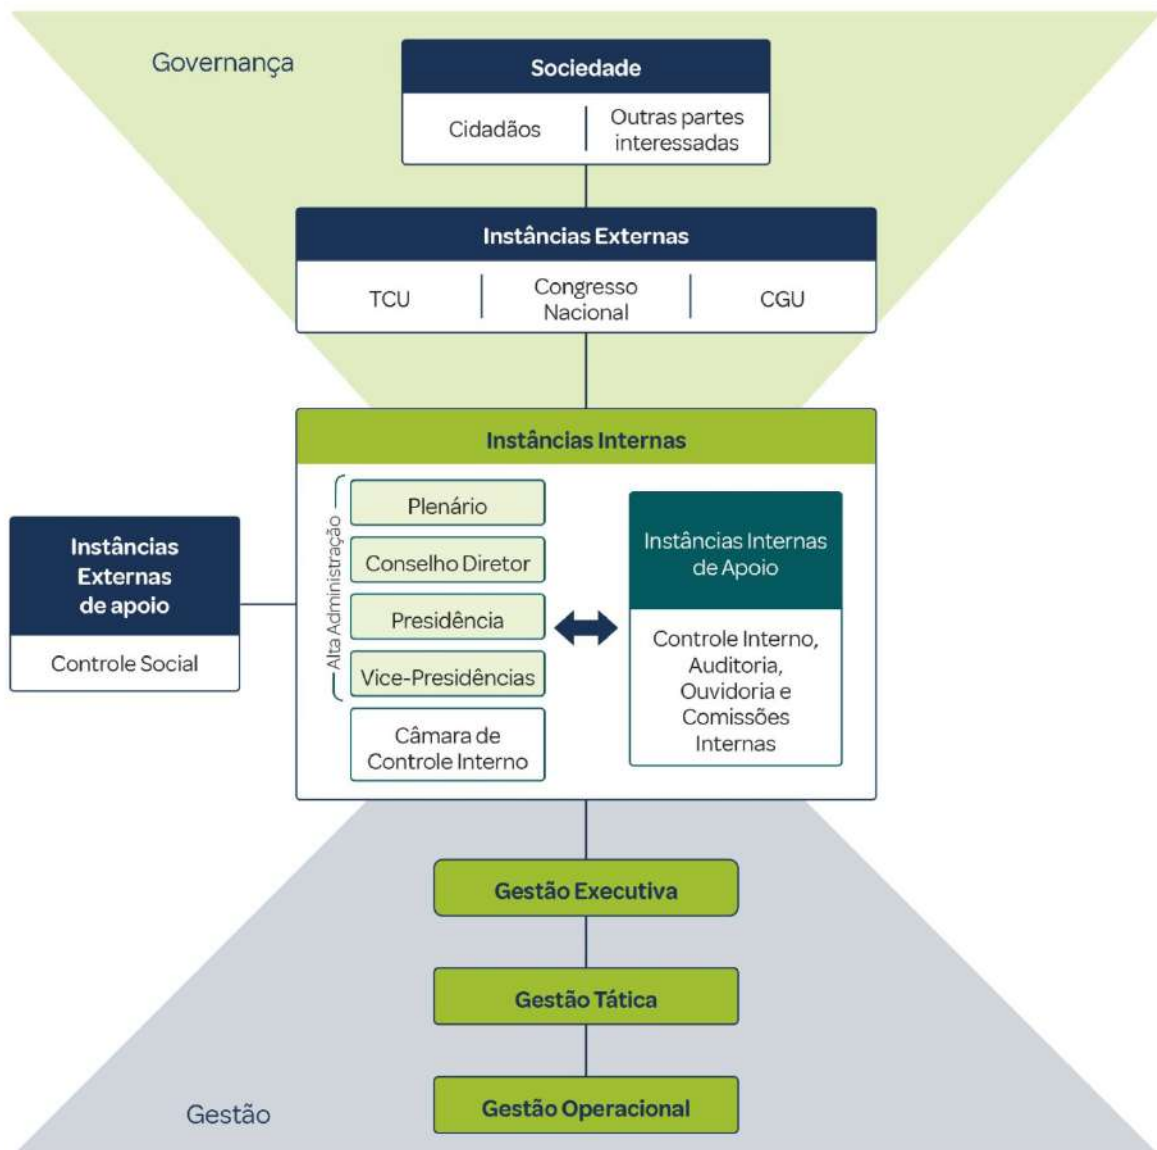 Governança
Sociedade
Cidadãos
Outras partes
interessadas
Instâncias Externas
TCU
Congresso
Nacional
CGU
Instâncias Internas
Alta Administração
Plenário
Conselho Diretor
Presidência
Vice-Presidências
Câmara de
Controle Interno
Instâncias Internas
de Apoio
Controle Interno,
Auditoria,
Ouvidoria e
Comissões
Internas
Instâncias
Externas
de apoio
Controle Social
Gestão Executiva
Gestão Tática
Gestão Operacional
Gestão